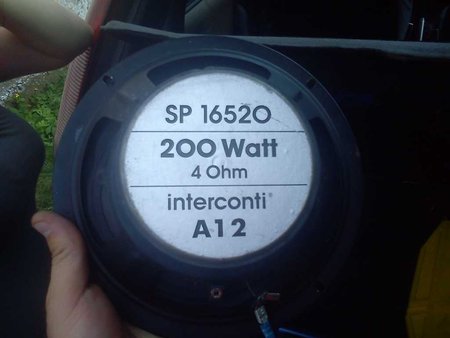 SP 16520
200 Watt
4 Ohm
interconti®
A12